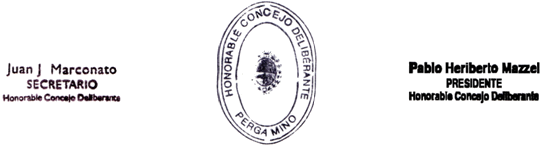 Juan J Marconato
SECRETARIO
Honorable Concejo Deliberante
HONORABLE CONCEJO DELIBERANTE
PERGAMINO
Pablo Heriberto Mazzei
PRESIDENTE
Honorable Concejo Deliberante